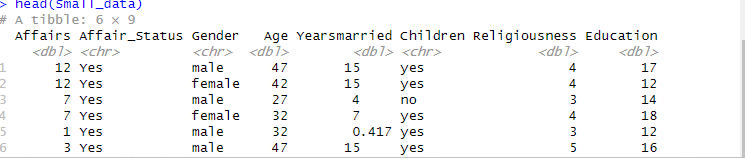 > head(Small_data)
# A tibble: 6 × 9
Affairs Affair_Status Gender Age Yearsmarried Children Religiousness Education
<dbl> <chr> <chr> <dbl> <dbl> <chr> <dbl> <dbl>
1 12 Yes male 47 15 yes 4 17
2 12 Yes female 42 15 yes 4 12
3 7 Yes male 27 4 no 3 14
4 7 Yes female 32 7 yes 4 18
5 1 Yes male 32 0.417 yes 3 12
6 3 Yes male 47 15 yes 5 16